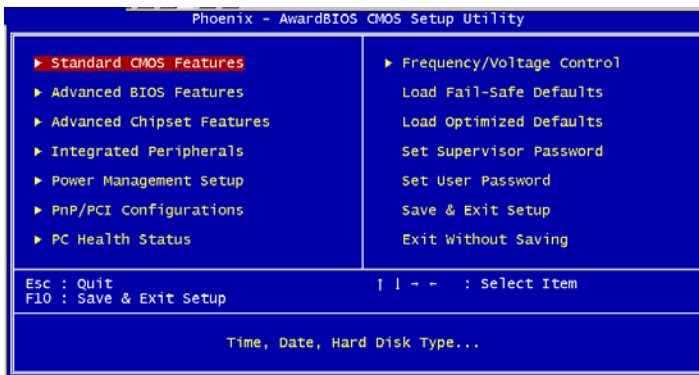 Phoenix - AwardBIOS CMOS Setup Utility
▶ Standard CMOS Features
▶ Advanced BIOS Features
▶ Advanced Chipset Features
▶ Integrated Peripherals
▶ Power Management Setup
▶ PnP/PCI Configurations
▶ PC Health Status
▶ Frequency/Voltage Control
Load Fail-Safe Defaults
Load Optimized Defaults
Set Supervisor Password
Set User Password
Save & Exit Setup
Exit Without Saving
Esc : Quit
F10 : Save & Exit Setup
↑ ↓ → ← : Select Item
Time, Date, Hard Disk Type...